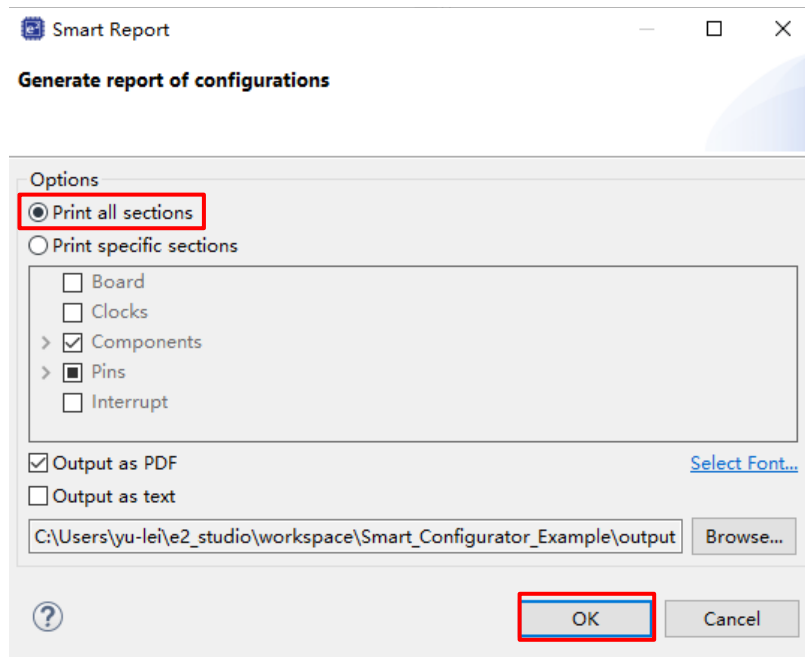 Smart Report
Generate report of configurations
Options
Print all sections
Print specific sections
Board
Clocks
Components
Pins
Interrupt
Output as PDF
Select Font...
Output as text
C:\Users\yu-lei\e2_studio\workspace\Smart_Configurator_Example\output
Browse...
?
OK
Cancel